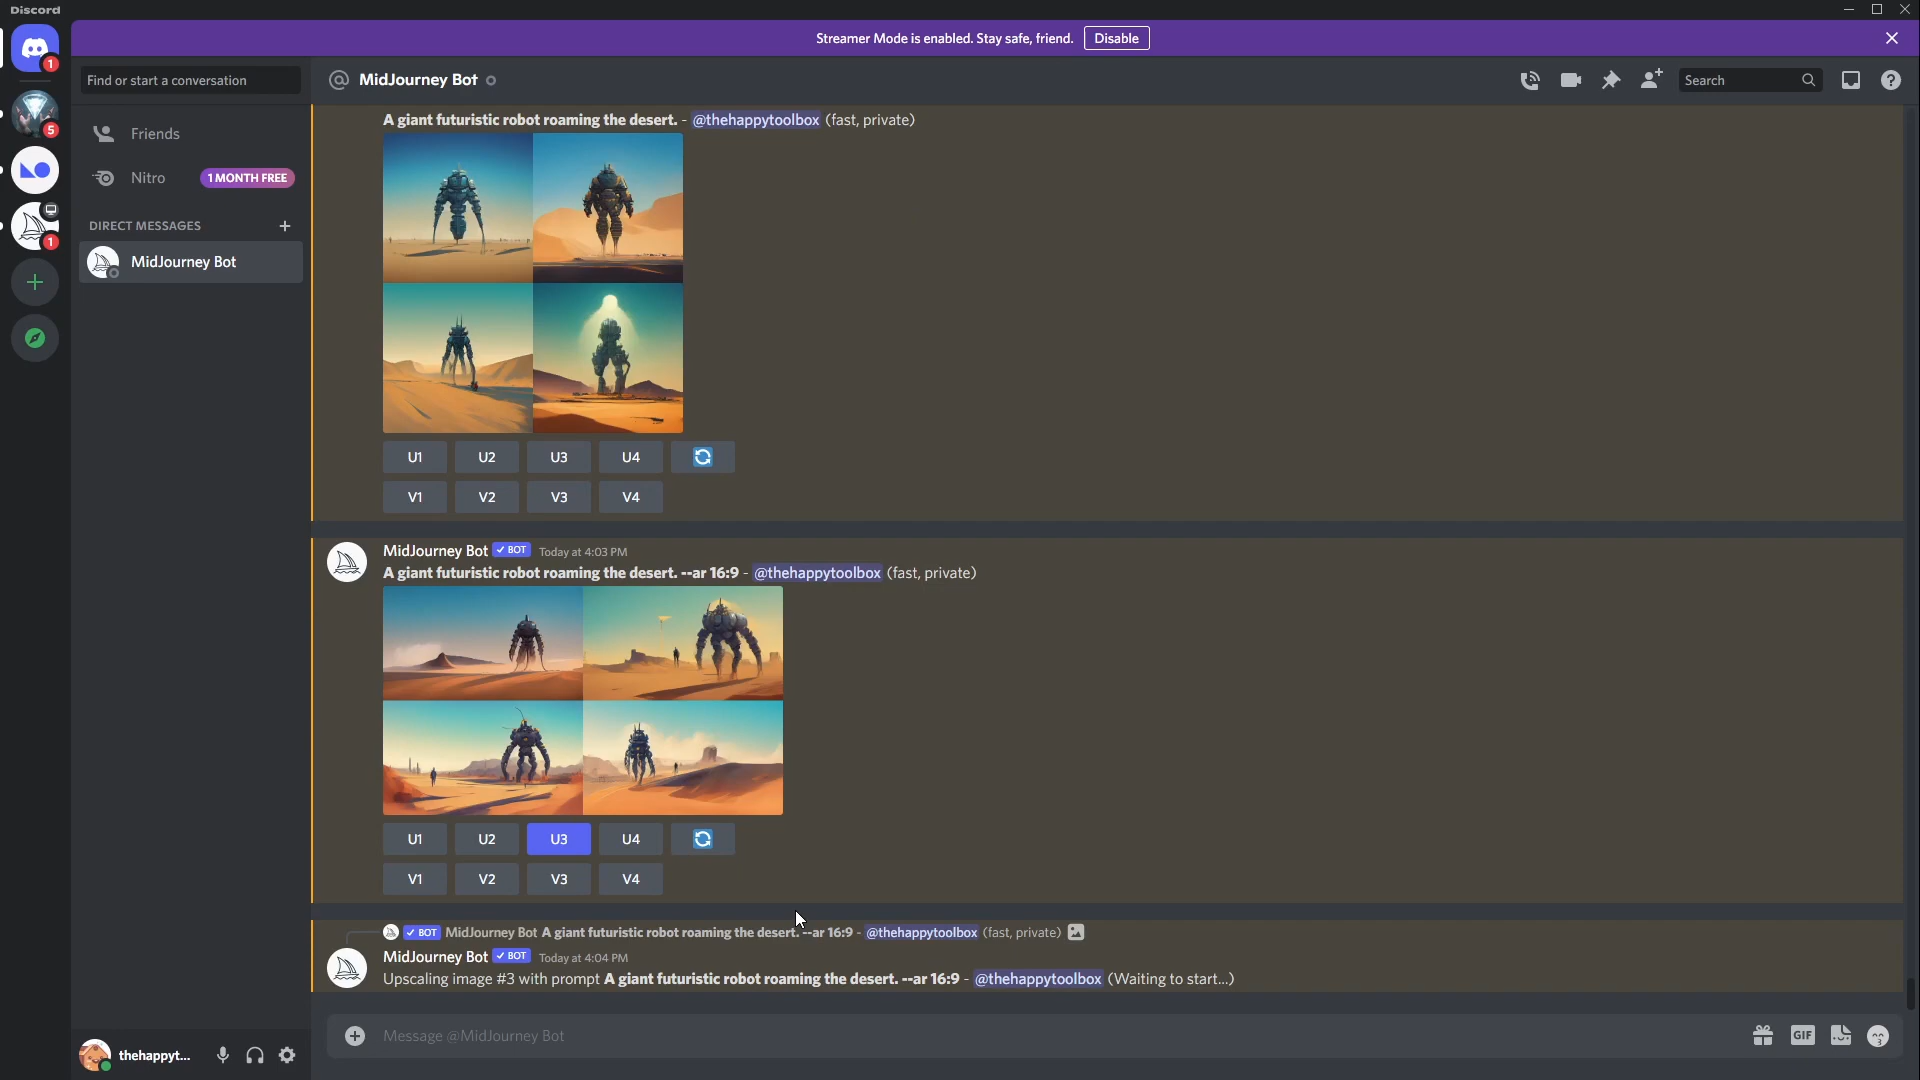 Discord
Streamer Mode is enabled. Stay safe, friend. Disable
1
Find or start a conversation
MidJourney Bot
Search
5
Friends
Nitro 1 MONTH FREE
1
DIRECT MESSAGES
MidJourney Bot
A giant futuristic robot roaming the desert. - @thehappytoolbox (fast, private)
U1 U2 U3 U4
V1 V2 V3 V4
MidJourney Bot BOT Today at 4:03 PM
A giant futuristic robot roaming the desert. --ar 16:9 - @thehappytoolbox (fast, private)
U1 U2 U3 U4
V1 V2 V3 V4
BOT MidJourney Bot A giant futuristic robot roaming the desert. --ar 16:9 - @thehappytoolbox (fast, private)
MidJourney Bot BOT Today at 4:04 PM
Upscaling image #3 with prompt A giant futuristic robot roaming the desert. --ar 16:9 - @thehappytoolbox (Waiting to start...)
Message @MidJourney Bot
GIF
thehappyt...